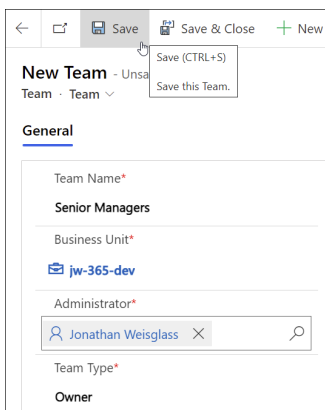 Save
Save & Close
New
Save (CTRL+S)
Save this Team.
New Team - Unsa
Team · Team
General
Team Name*
Senior Managers
Business Unit*
jw-365-dev
Administrator*
Jonathan Weisglass
Team Type*
Owner